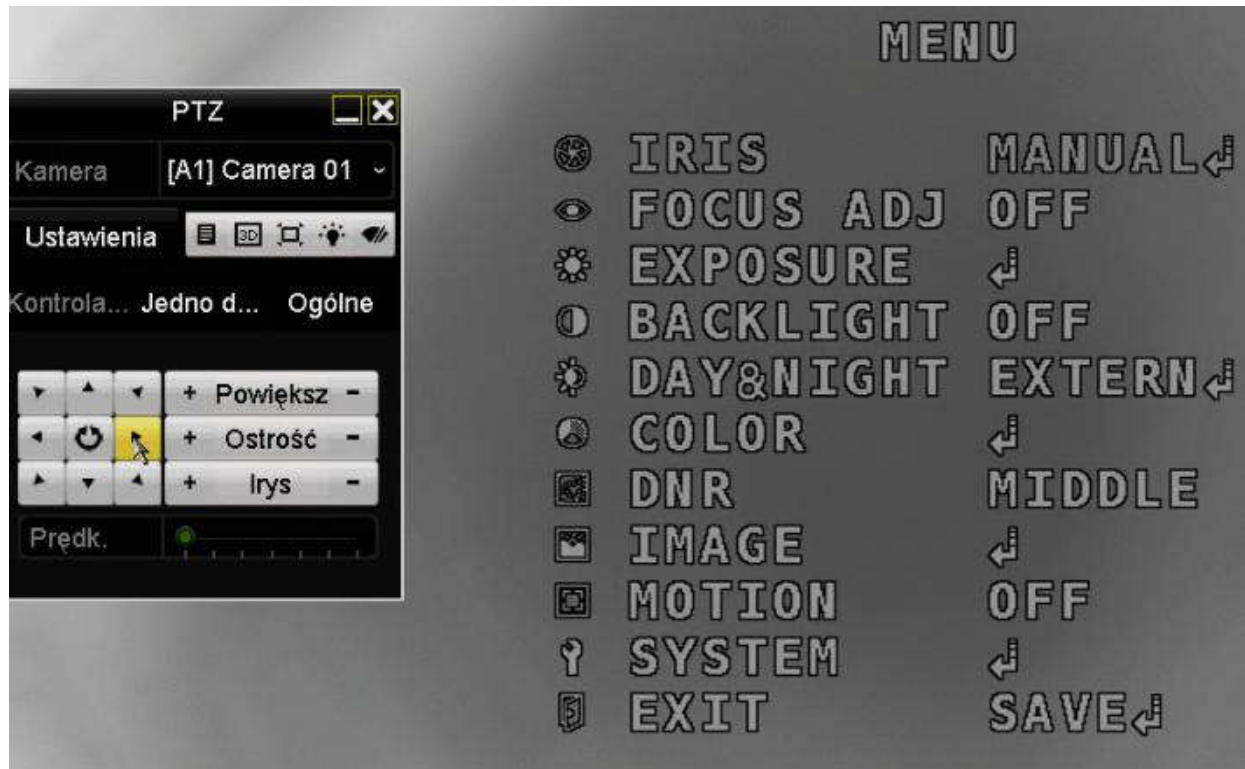 PTZ
Kamera [A1] Camera 01
Ustawienia 3D
Kontrola... Jedno d... Ogólne
+ Powiększ -
+ Ostrość -
+ Irys -
Prędk.
MENU
IRIS MANUAL
FOCUS ADJ OFF
EXPOSURE
BACKLIGHT OFF
DAY&NIGHT EXTERN
COLOR
DNR MIDDLE
IMAGE
MOTION OFF
SYSTEM
EXIT SAVE